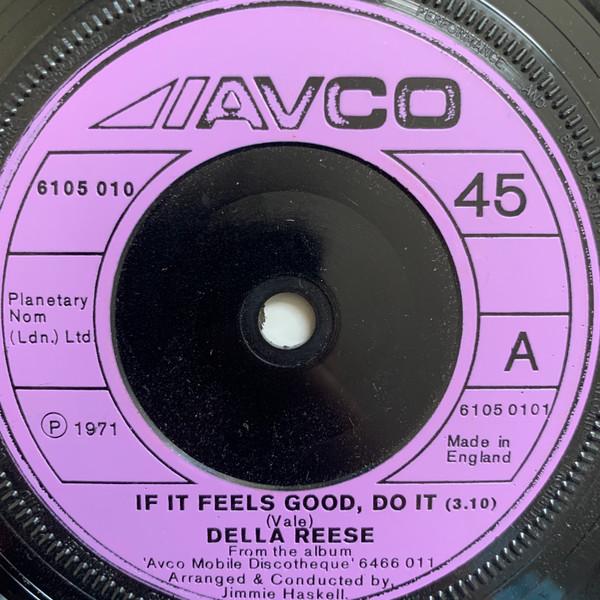 AVCO
6105 010
45
Planetary
Nom
(Ldn.) Ltd.
A
6105 0101
Ⓟ 1971
Made in
England
IF IT FEELS GOOD, DO IT (3.10)
(Vale)
DELLA REESE
From the album
'Avco Mobile Discotheque' 6466 011
Arranged & Conducted by,
Jimmie Haskell.